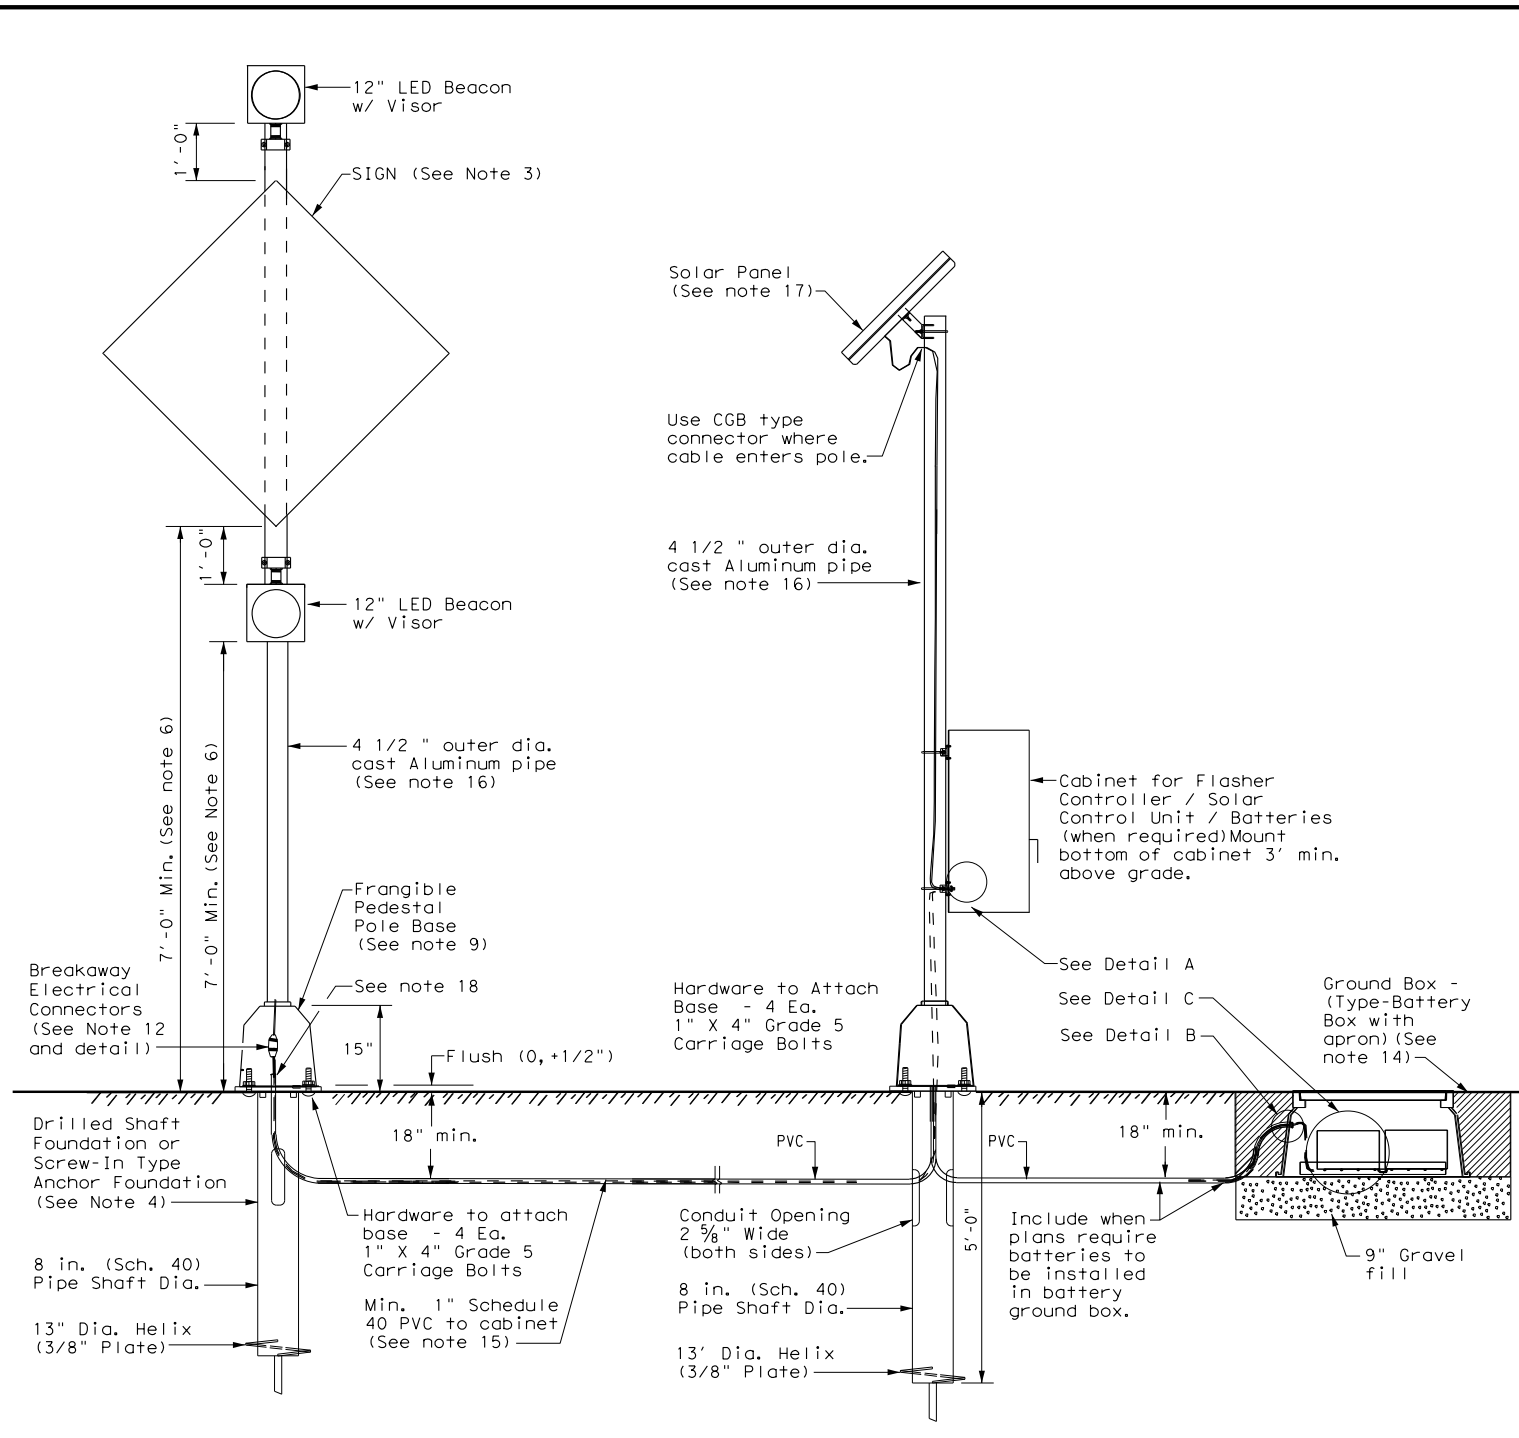 12" LED Beacon
w/ Visor
1'-0"
SIGN (See Note 3)
Solar Panel
(See note 17)
Use CGB type
connector where
cable enters pole.
1'-0"
4 1/2 " outer dia.
cast Aluminum pipe
(See note 16)
12" LED Beacon
w/ Visor
7'-0" Min. (See note 6)
7'-0" Min. (See Note 6)
4 1/2 " outer dia.
cast Aluminum pipe
(See note 16)
Cabinet for Flasher
Controller / Solar
Control Unit / Batteries
(when required)Mount
bottom of cabinet 3' min.
above grade.
Frangible
Pedestal
Pole Base
(See note 9)
Breakaway
Electrical
Connectors
(See Note 12
and detail)
See note 18
15"
Flush (0, +1/2")
Hardware to Attach
Base - 4 Ea.
1" X 4" Grade 5
Carriage Bolts
See Detail A
See Detail C
See Detail B
Ground Box -
(Type-Battery
Box with
apron) (See
note 14)
Drilled Shaft
Foundation or
Screw-In Type
Anchor Foundation
(See Note 4)
18" min.
PVC
PVC
18" min.
8 in. (Sch. 40)
Pipe Shaft Dia.
13" Dia. Helix
(3/8" Plate)
Hardware to attach
base - 4 Ea.
1" X 4" Grade 5
Carriage Bolts
Min. 1" Schedule
40 PVC to cabinet
(See note 15)
Conduit Opening
2 5/8" Wide
(both sides)
8 in. (Sch. 40)
Pipe Shaft Dia.
13' Dia. Helix
(3/8" Plate)
5'-0"
Include when
plans require
batteries to
be installed
in battery
ground box.
9" Gravel
fill